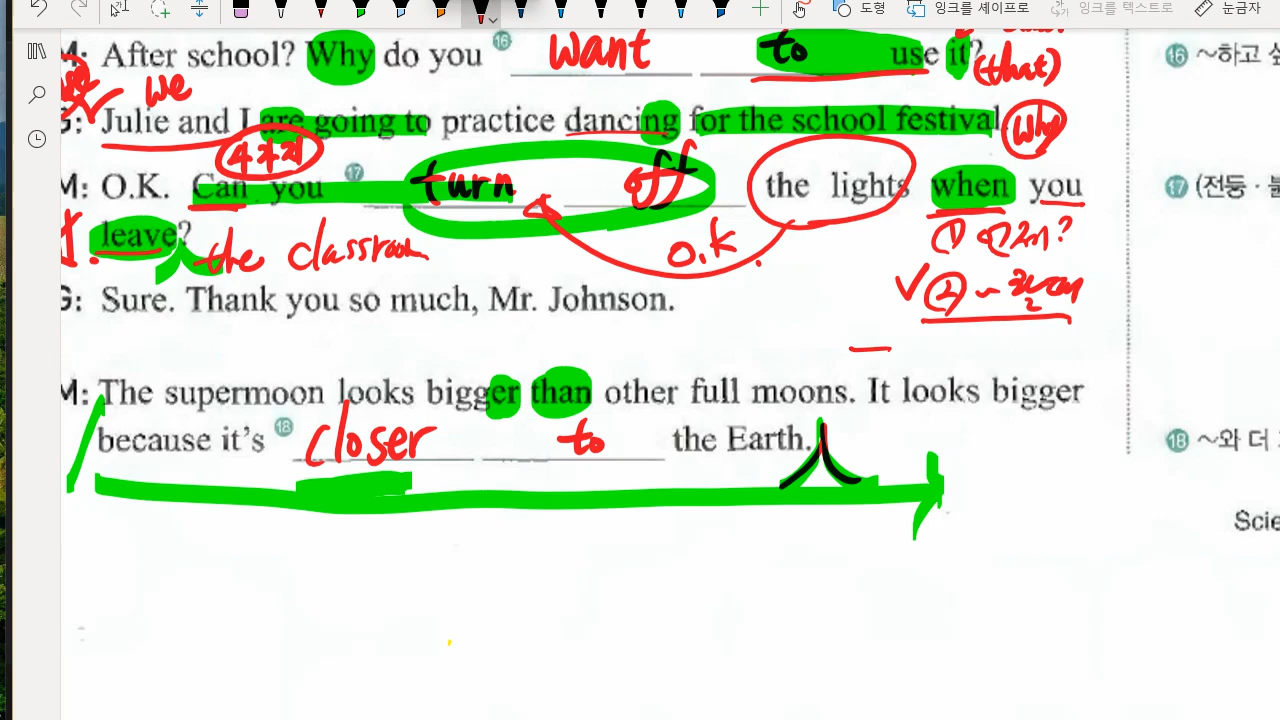 도형 잉크를 셰이프로 잉크를 텍스트로 눈금자
M: After school? Why do you ⑯ want to use it?
(that)
⑯ ~하고 싶
we
G: Julie and I are going to practice dancing for the school festival.
Why
M: O.K. Can you ⑰ turn off the lights when you
⑰ (전등 · 불
leave?
the classroom
O.K.
① 언제?
② ~할 때
G: Sure. Thank you so much, Mr. Johnson.
M: The supermoon looks bigger than other full moons. It looks bigger
because it's ⑱ closer to the Earth.
⑱ ~와 더
Scie